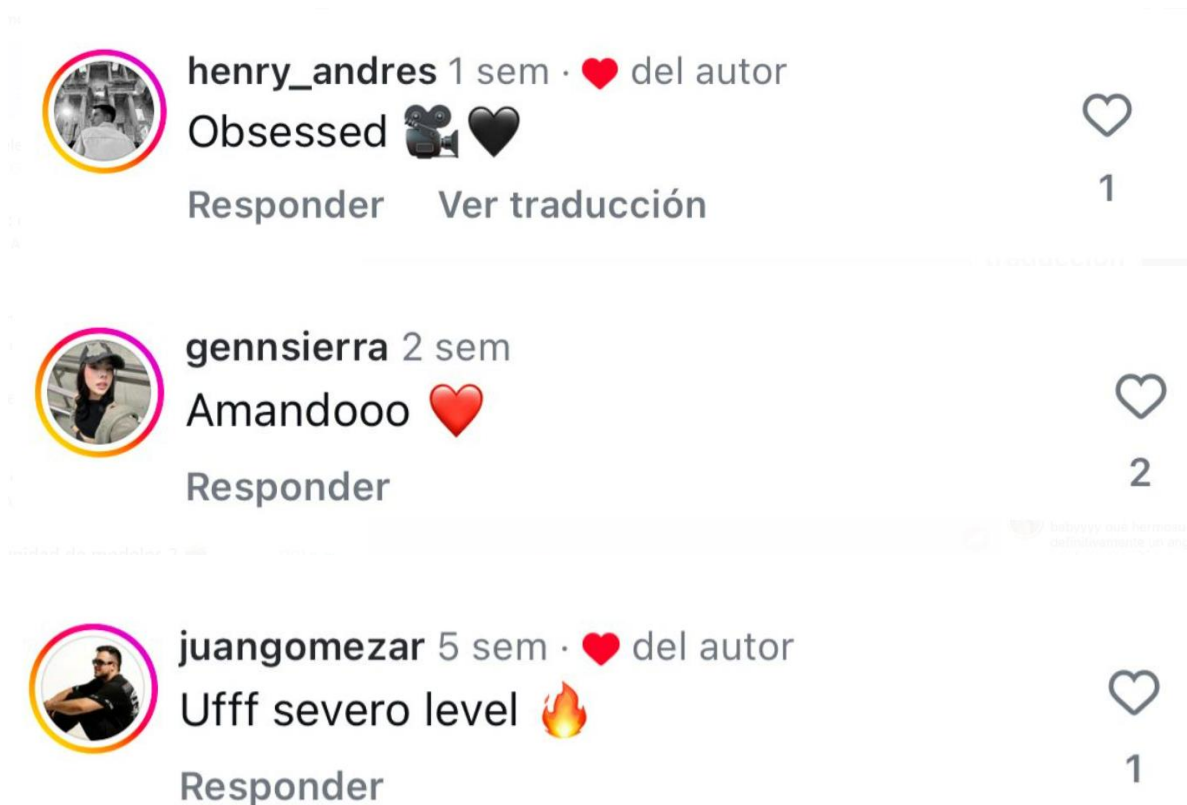 henry_andres 1 sem · ❤️ del autor
Obsessed 🎥🖤
Responder Ver traducción
1
gennsierra 2 sem
Amandooo ❤️
Responder
2
juangomezar 5 sem · ❤️ del autor
Ufff severo level 🔥
Responder
1